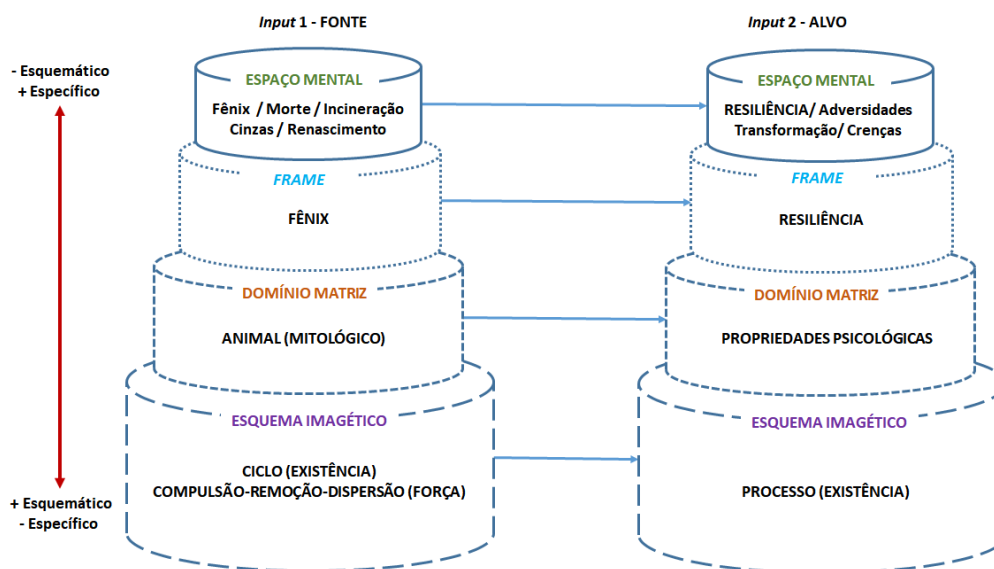 Input 1 - FONTE
Input 2 - ALVO
- Esquemático
+ Específico
ESPAÇO MENTAL
Fênix / Morte / Incineração
Cinzas / Renascimento
ESPAÇO MENTAL
RESILIÊNCIA/ Adversidades
Transformação/ Crenças
FRAME
FÊNIX
FRAME
RESILIÊNCIA
DOMÍNIO MATRIZ
ANIMAL (MITOLÓGICO)
DOMÍNIO MATRIZ
PROPRIEDADES PSICOLÓGICAS
ESQUEMA IMAGÉTICO
CICLO (EXISTÊNCIA)
COMPULSÃO-REMOÇÃO-DISPERSÃO (FORÇA)
ESQUEMA IMAGÉTICO
PROCESSO (EXISTÊNCIA)
+ Esquemático
- Específico